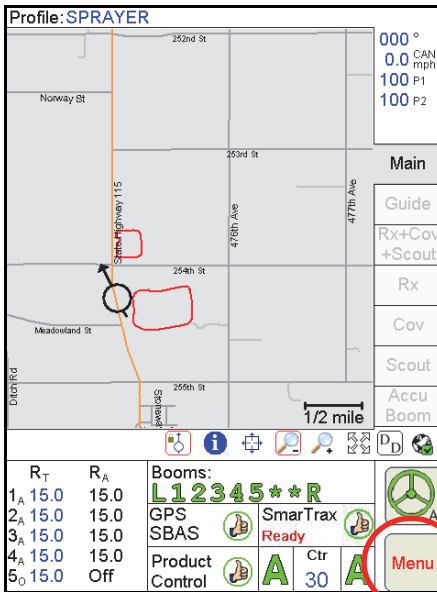 Profile: SPRAYER
252nd St
000 °
0.0 CAN mph
100 P1
100 P2
Norway St
253rd St
Main
State Highway 115
476th Ave
477th Ave
Guide
Rx+Cov
+Scout
254th St
Rx
Meadowland St
Cov
Scout
Ditch Rd
255th St
Accu
Boom
1/2 mile
i
DD
RT RA
1A 15.0 15.0
2A 15.0 15.0
3A 15.0 15.0
4A 15.0 15.0
5O 15.0 Off
Booms:
L12345**R
GPS
SBAS
SmarTrax
Ready
A
Product
Control
A
Ctr
30
A
Menu